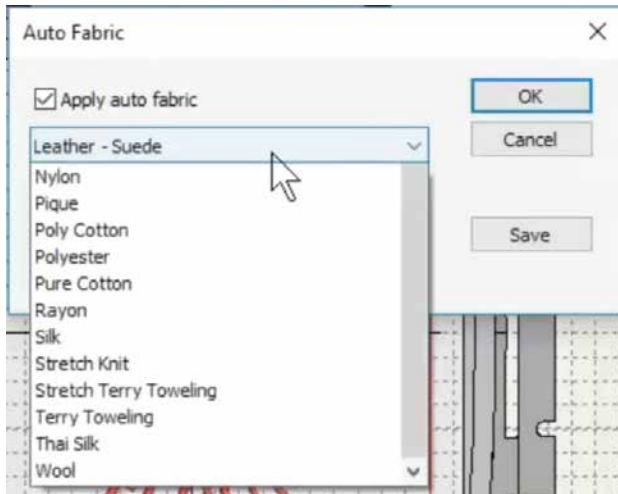 Auto Fabric
Apply auto fabric
OK
Leather - Suede
Cancel
Nylon
Pique
Poly Cotton
Polyester
Pure Cotton
Rayon
Silk
Stretch Knit
Stretch Terry Toweling
Terry Toweling
Thai Silk
Wool
Save